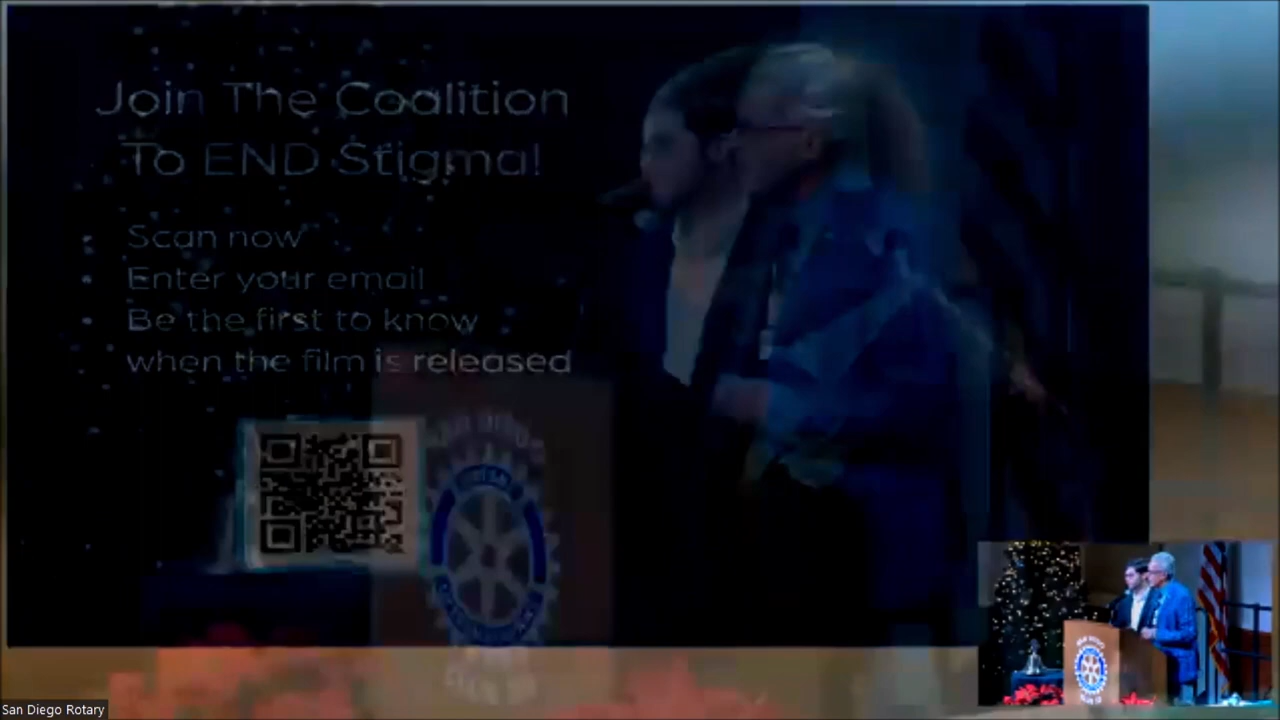 Join The Coalition
To END Stigma!
Scan now
Enter your email
Be the first to know
when the film is released
San Diego Rotary